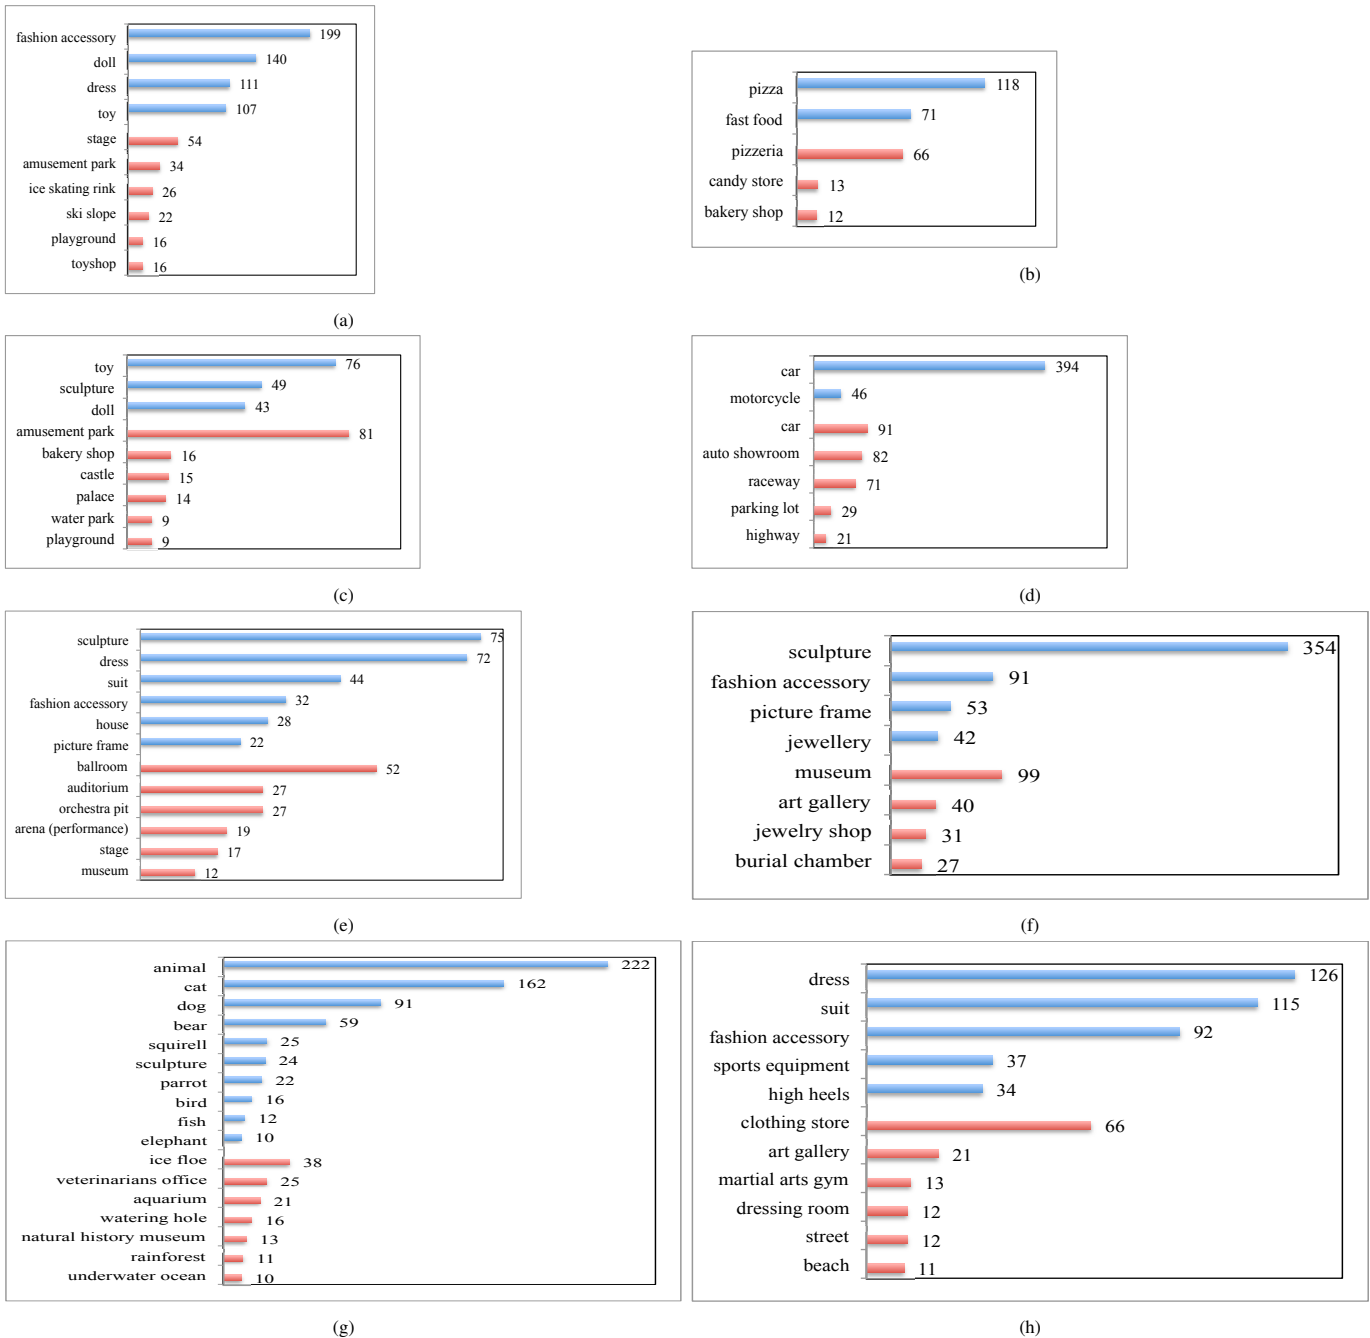 fashion accessory 199
doll 140
dress 111
toy 107
stage 54
amusement park 34
ice skating rink 26
ski slope 22
playground 16
toyshop 16
(a)
pizza 118
fast food 71
pizzeria 66
candy store 13
bakery shop 12
(b)
toy 76
sculpture 49
doll 43
amusement park 81
bakery shop 16
castle 15
palace 14
water park 9
playground 9
(c)
car 394
motorcycle 46
car 91
auto showroom 82
raceway 71
parking lot 29
highway 21
(d)
sculpture 75
dress 72
suit 44
fashion accessory 32
house 28
picture frame 22
ballroom 52
auditorium 27
orchestra pit 27
arena (performance) 19
stage 17
museum 12
(e)
sculpture 354
fashion accessory 91
picture frame 53
jewellery 42
museum 99
art gallery 40
jewelry shop 31
burial chamber 27
(f)
animal 222
cat 162
dog 91
bear 59
squirell 25
sculpture 24
parrot 22
bird 16
fish 12
elephant 10
ice floe 38
veterinarians office 25
aquarium 21
watering hole 16
natural history museum 13
rainforest 11
underwater ocean 10
(g)
dress 126
suit 115
fashion accessory 92
sports equipment 37
high heels 34
clothing store 66
art gallery 21
martial arts gym 13
dressing room 12
street 12
beach 11
(h)